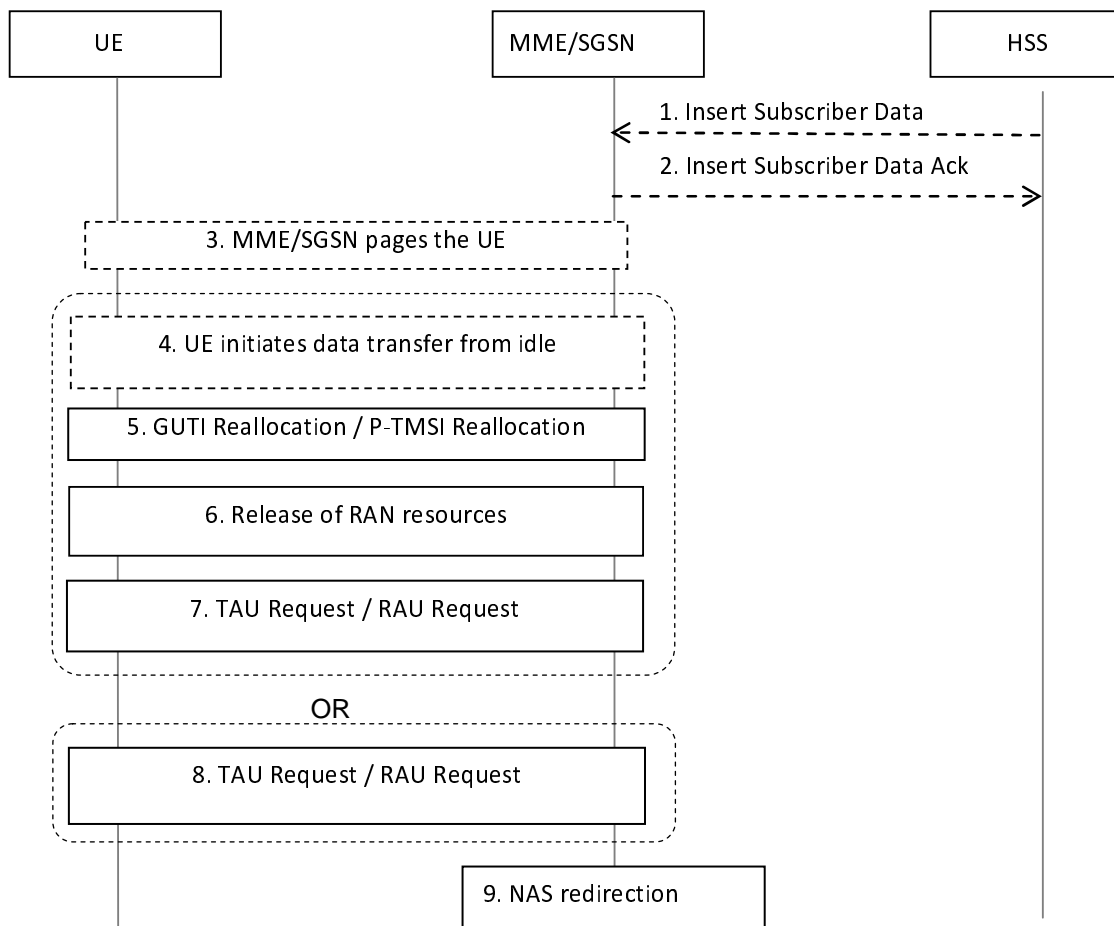 UE
MME/SGSN
HSS
1. Insert Subscriber Data
2. Insert Subscriber Data Ack
3. MME/SGSN pages the UE
4. UE initiates data transfer from idle
5. GUTI Reallocation / P-TMSI Reallocation
6. Release of RAN resources
7. TAU Request / RAU Request
OR
8. TAU Request / RAU Request
9. NAS redirection